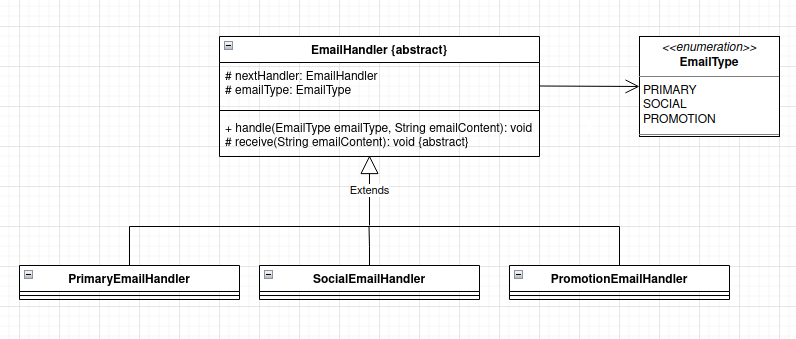 EmailHandler {abstract}
# nextHandler: EmailHandler
# emailType: EmailType
+ handle(EmailType emailType, String emailContent): void
# receive(String emailContent): void {abstract}
<<enumeration>>
EmailType
PRIMARY
SOCIAL
PROMOTION
Extends
PrimaryEmailHandler
SocialEmailHandler
PromotionEmailHandler